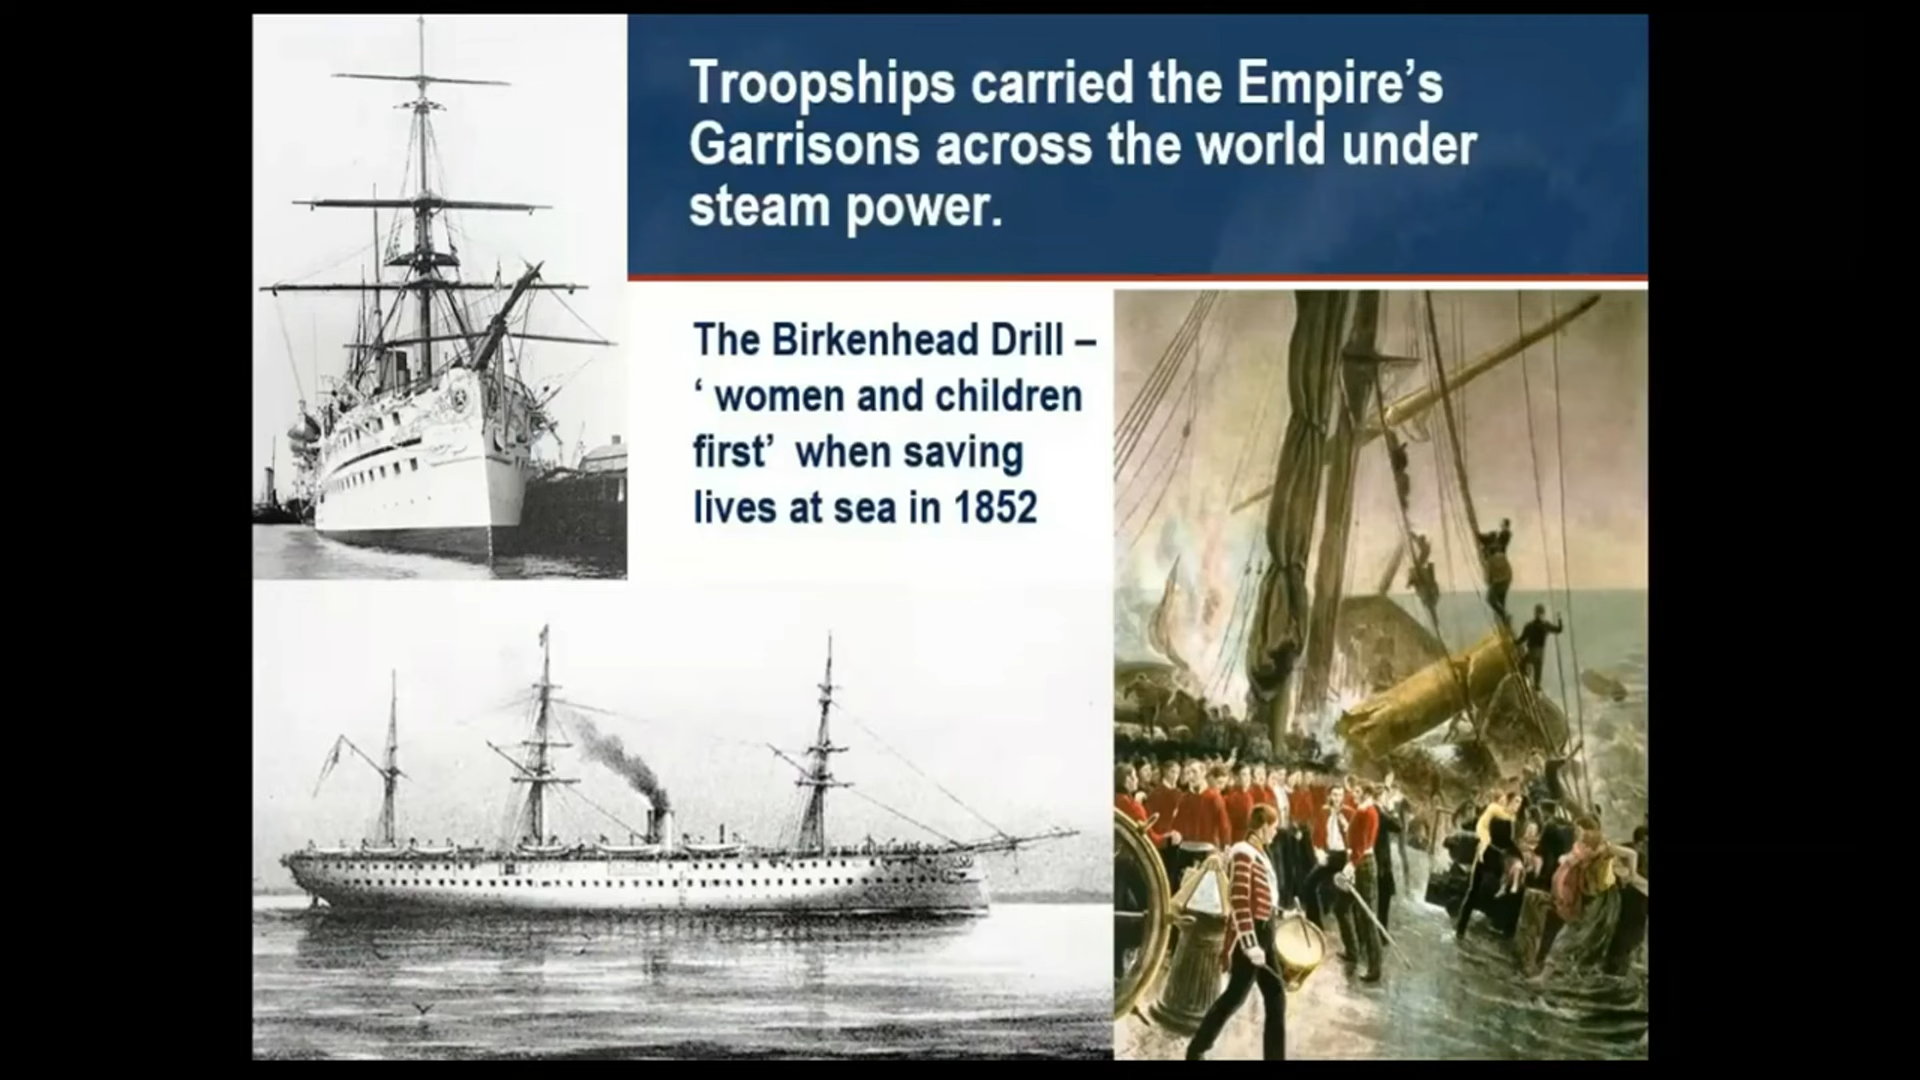 Troopships carried the Empire’s
Garrisons across the world under
steam power.
The Birkenhead Drill –
‘ women and children
first’ when saving
lives at sea in 1852